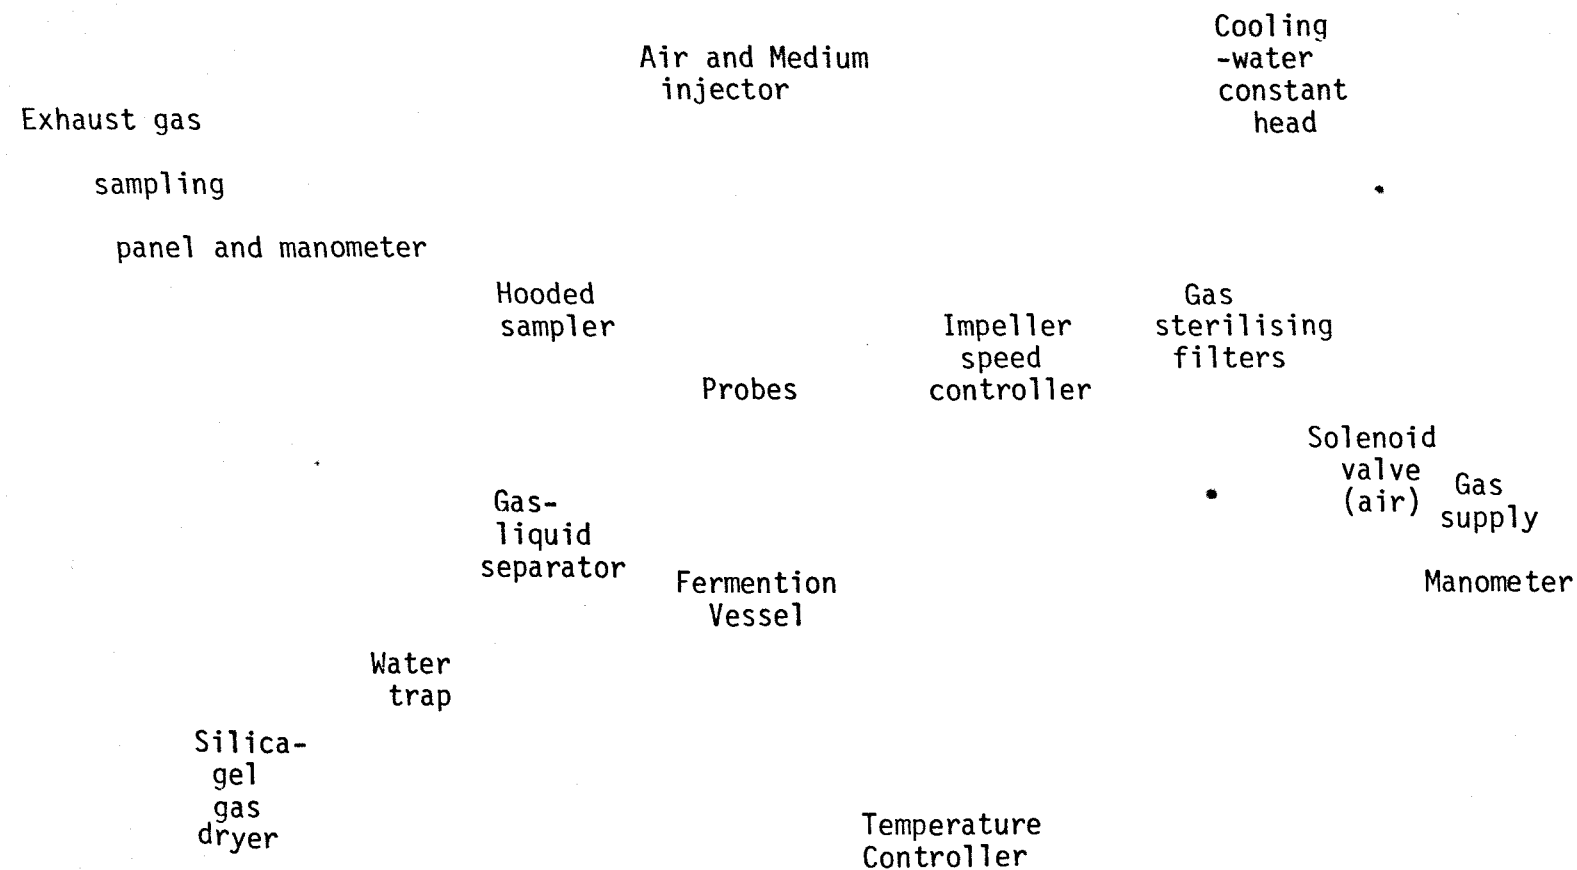 Air and Medium
injector
Cooling
-water
constant
head
Exhaust gas
sampling
panel and manometer
Hooded
sampler
Probes
Impeller
speed
controller
Gas
sterilising
filters
Solenoid
valve
(air)
Gas
supply
Manometer
Gas-
liquid
separator
Fermention
Vessel
Water
trap
Silica-
gel
gas
dryer
Temperature
Controller